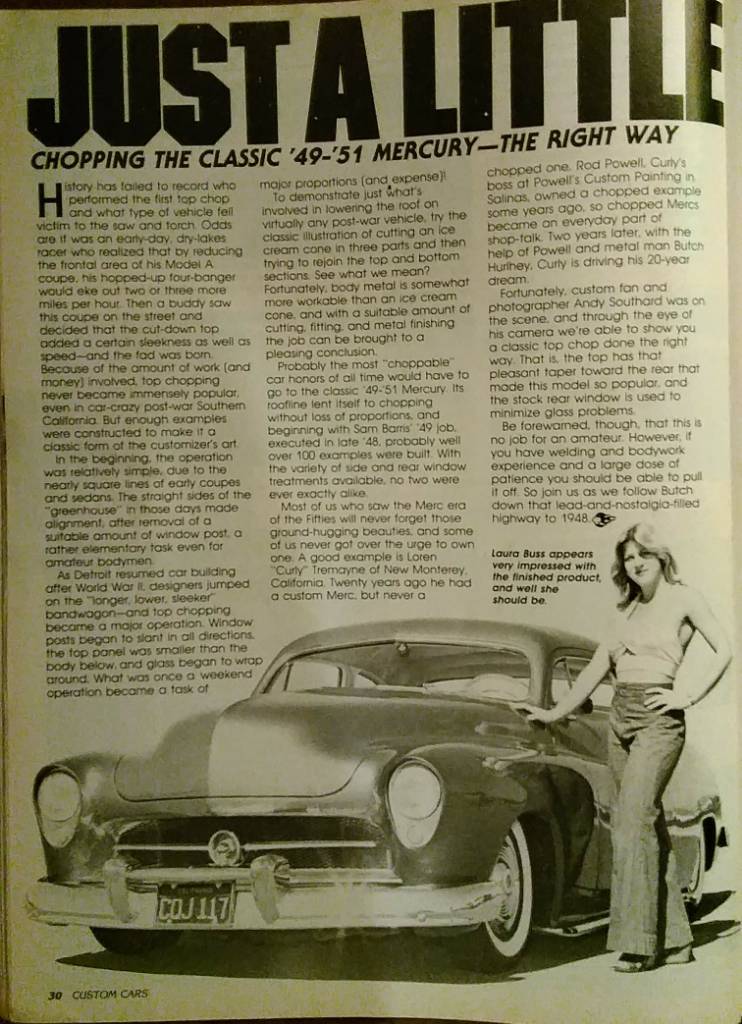 JUST A LITTLE
CHOPPING THE CLASSIC '49-'51 MERCURY—THE RIGHT WAY
History has failed to record who
performed the first top chop
and what type of vehicle fell
victim to the saw and torch. Odds
are it was an early-day, dry-lakes
racer who realized that by reducing
the frontal area of his Model A
coupe, his hopped-up four-banger
would eke out two or three more
miles per hour. Then a buddy saw
this coupe on the street and
decided that the cut-down top
added a certain sleekness as well as
speed—and the fad was born.
Because of the amount of work (and
money) involved, top chopping
never became immensely popular,
even in car-crazy post-war Southern
California. But enough examples
were constructed to make it a
classic form of the customizer's art.
In the beginning, the operation
was relatively simple, due to the
nearly square lines of early coupes
and sedans. The straight sides of the
"greenhouse" in those days made
alignment, after removal of a
suitable amount of window post, a
rather elementary task even for
amateur bodymen.
As Detroit resumed car building
after World War II, designers jumped
on the "longer, lower, sleeker"
bandwagon—and top chopping
became a major operation. Window
posts began to slant in all directions,
the top panel was smaller than the
body below, and glass began to wrap
around. What was once a weekend
operation became a task of
major proportions (and expense)!
To demonstrate just what's
involved in lowering the roof on
virtually any post-war vehicle, try the
classic illustration of cutting an ice
cream cone in three parts and then
trying to rejoin the top and bottom
sections. See what we mean?
Fortunately, body metal is somewhat
more workable than an ice cream
cone, and with a suitable amount of
cutting, fitting, and metal finishing
the job can be brought to a
pleasing conclusion.
Probably the most "choppable"
car honors of all time would have to
go to the classic '49-'51 Mercury. Its
roofline lent itself to chopping
without loss of proportions, and
beginning with Sam Barris' '49 job,
executed in late '48, probably well
over 100 examples were built. With
the variety of side and rear window
treatments available, no two were
ever exactly alike.
Most of us who saw the Merc era
of the Fifties will never forget those
ground-hugging beauties, and some
of us never got over the urge to own
one. A good example is Loren
"Curly" Tremayne of New Monterey,
California. Twenty years ago he had
a custom Merc, but never a
chopped one. Rod Powell, Curly's
boss at Powell's Custom Painting in
Salinas, owned a chopped example
some years ago, so chopped Mercs
became an everyday part of
shop-talk. Two years later, with the
help of Powell and metal man Butch
Hurlhey, Curly is driving his 20-year
dream.
Fortunately, custom fan and
photographer Andy Southard was on
the scene, and through the eye of
his camera we're able to show you
a classic top chop done the right
way. That is, the top has that
pleasant taper toward the rear that
made this model so popular, and
the stock rear window is used to
minimize glass problems.
Be forewarned, though, that this is
no job for an amateur. However, if
you have welding and bodywork
experience and a large dose of
patience you should be able to pull
it off. So join us as we follow Butch
down that lead-and-nostalgia-filled
highway to 1948.
Laura Buss appears
very impressed with
the finished product,
and well she
should be.
CALIFORNIA
COJ 117
30 CUSTOM CARS